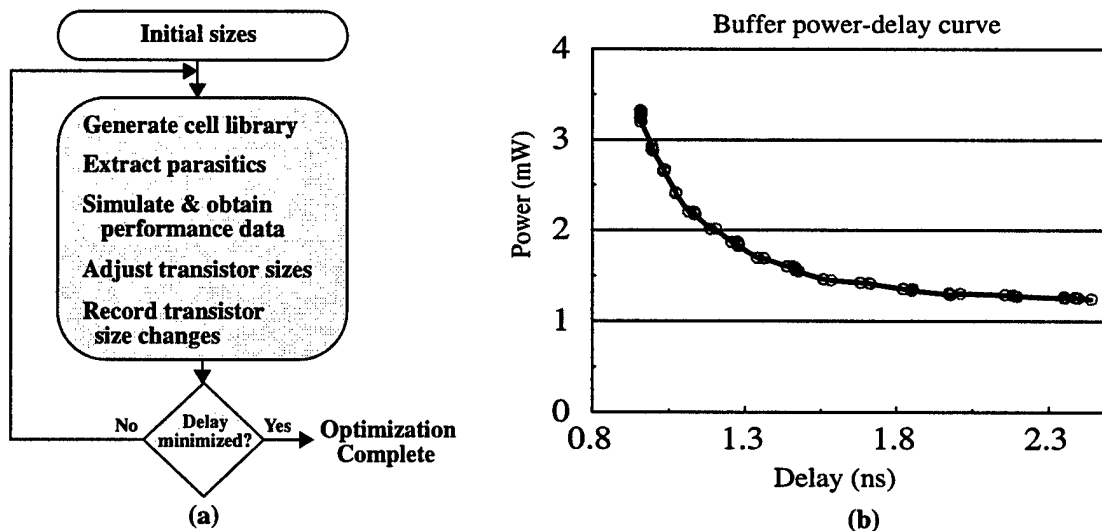 Initial sizes
Generate cell library
Extract parasitics
Simulate & obtain
performance data
Adjust transistor sizes
Record transistor
size changes
No
Delay
minimized?
Yes
Optimization
Complete
(a)
Buffer power-delay curve
Power (mW)
4
3
2
1
0
0.8
1.3
1.8
2.3
Delay (ns)
(b)